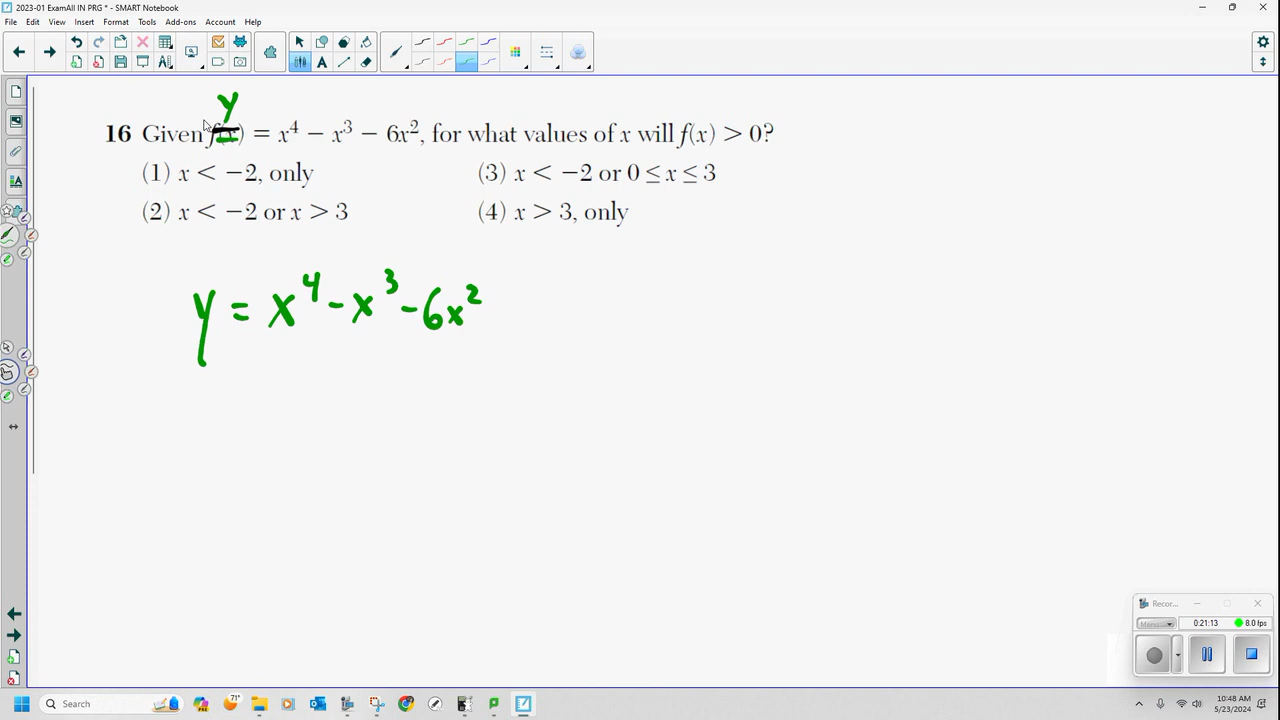 2023-01 ExamAll IN PRG * - SMART Notebook
File Edit View Insert Format Tools Add-ons Account Help
y
16 Given f(x) = x⁴ − x³ − 6x², for what values of x will f(x) > 0?
(1) x < −2, only
(3) x < −2 or 0 ≤ x ≤ 3
(2) x < −2 or x > 3
(4) x > 3, only
y = x⁴ - x³ - 6x²
Recor...
Menu
0:21:13
8.0 fps
71°
Search
10:48 AM
5/23/2024